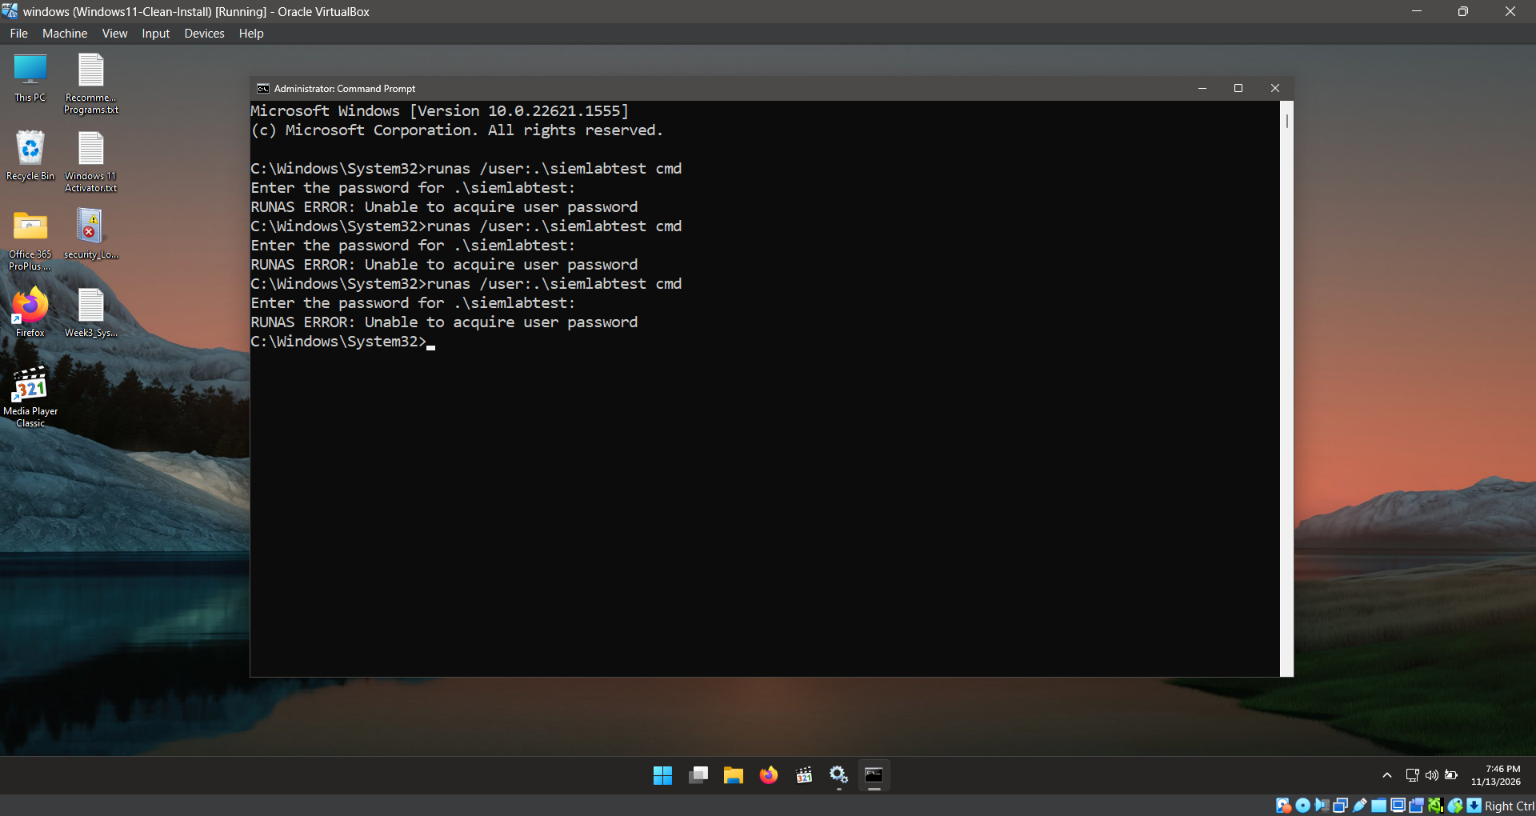 windows (Windows11-Clean-Install) [Running] - Oracle VirtualBox
File Machine View Input Devices Help
This PC
Recomme...
Programs.txt
Recycle Bin
Windows 11
Activator.txt
Office 365
ProPlus ...
security_Lo...
Firefox
Week3_Sys...
321
Media Player
Classic
Administrator: Command Prompt
Microsoft Windows [Version 10.0.22621.1555]
(c) Microsoft Corporation. All rights reserved.
C:\Windows\System32>runas /user:.\siemlabtest cmd
Enter the password for .\siemlabtest:
RUNAS ERROR: Unable to acquire user password
C:\Windows\System32>runas /user:.\siemlabtest cmd
Enter the password for .\siemlabtest:
RUNAS ERROR: Unable to acquire user password
C:\Windows\System32>runas /user:.\siemlabtest cmd
Enter the password for .\siemlabtest:
RUNAS ERROR: Unable to acquire user password
C:\Windows\System32>
321
7:46 PM
11/13/2026
Right Ctrl